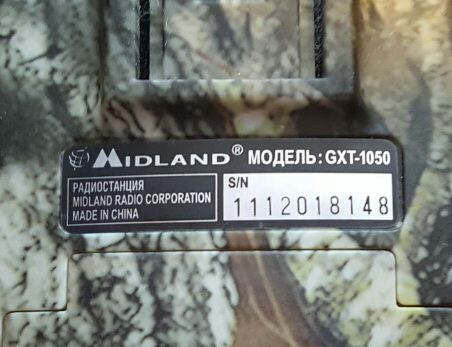 MIDLAND® МОДЕЛЬ: GXT-1050
РАДИОСТАНЦИЯ
MIDLAND RADIO CORPORATION
MADE IN CHINA
S/N
1112018148